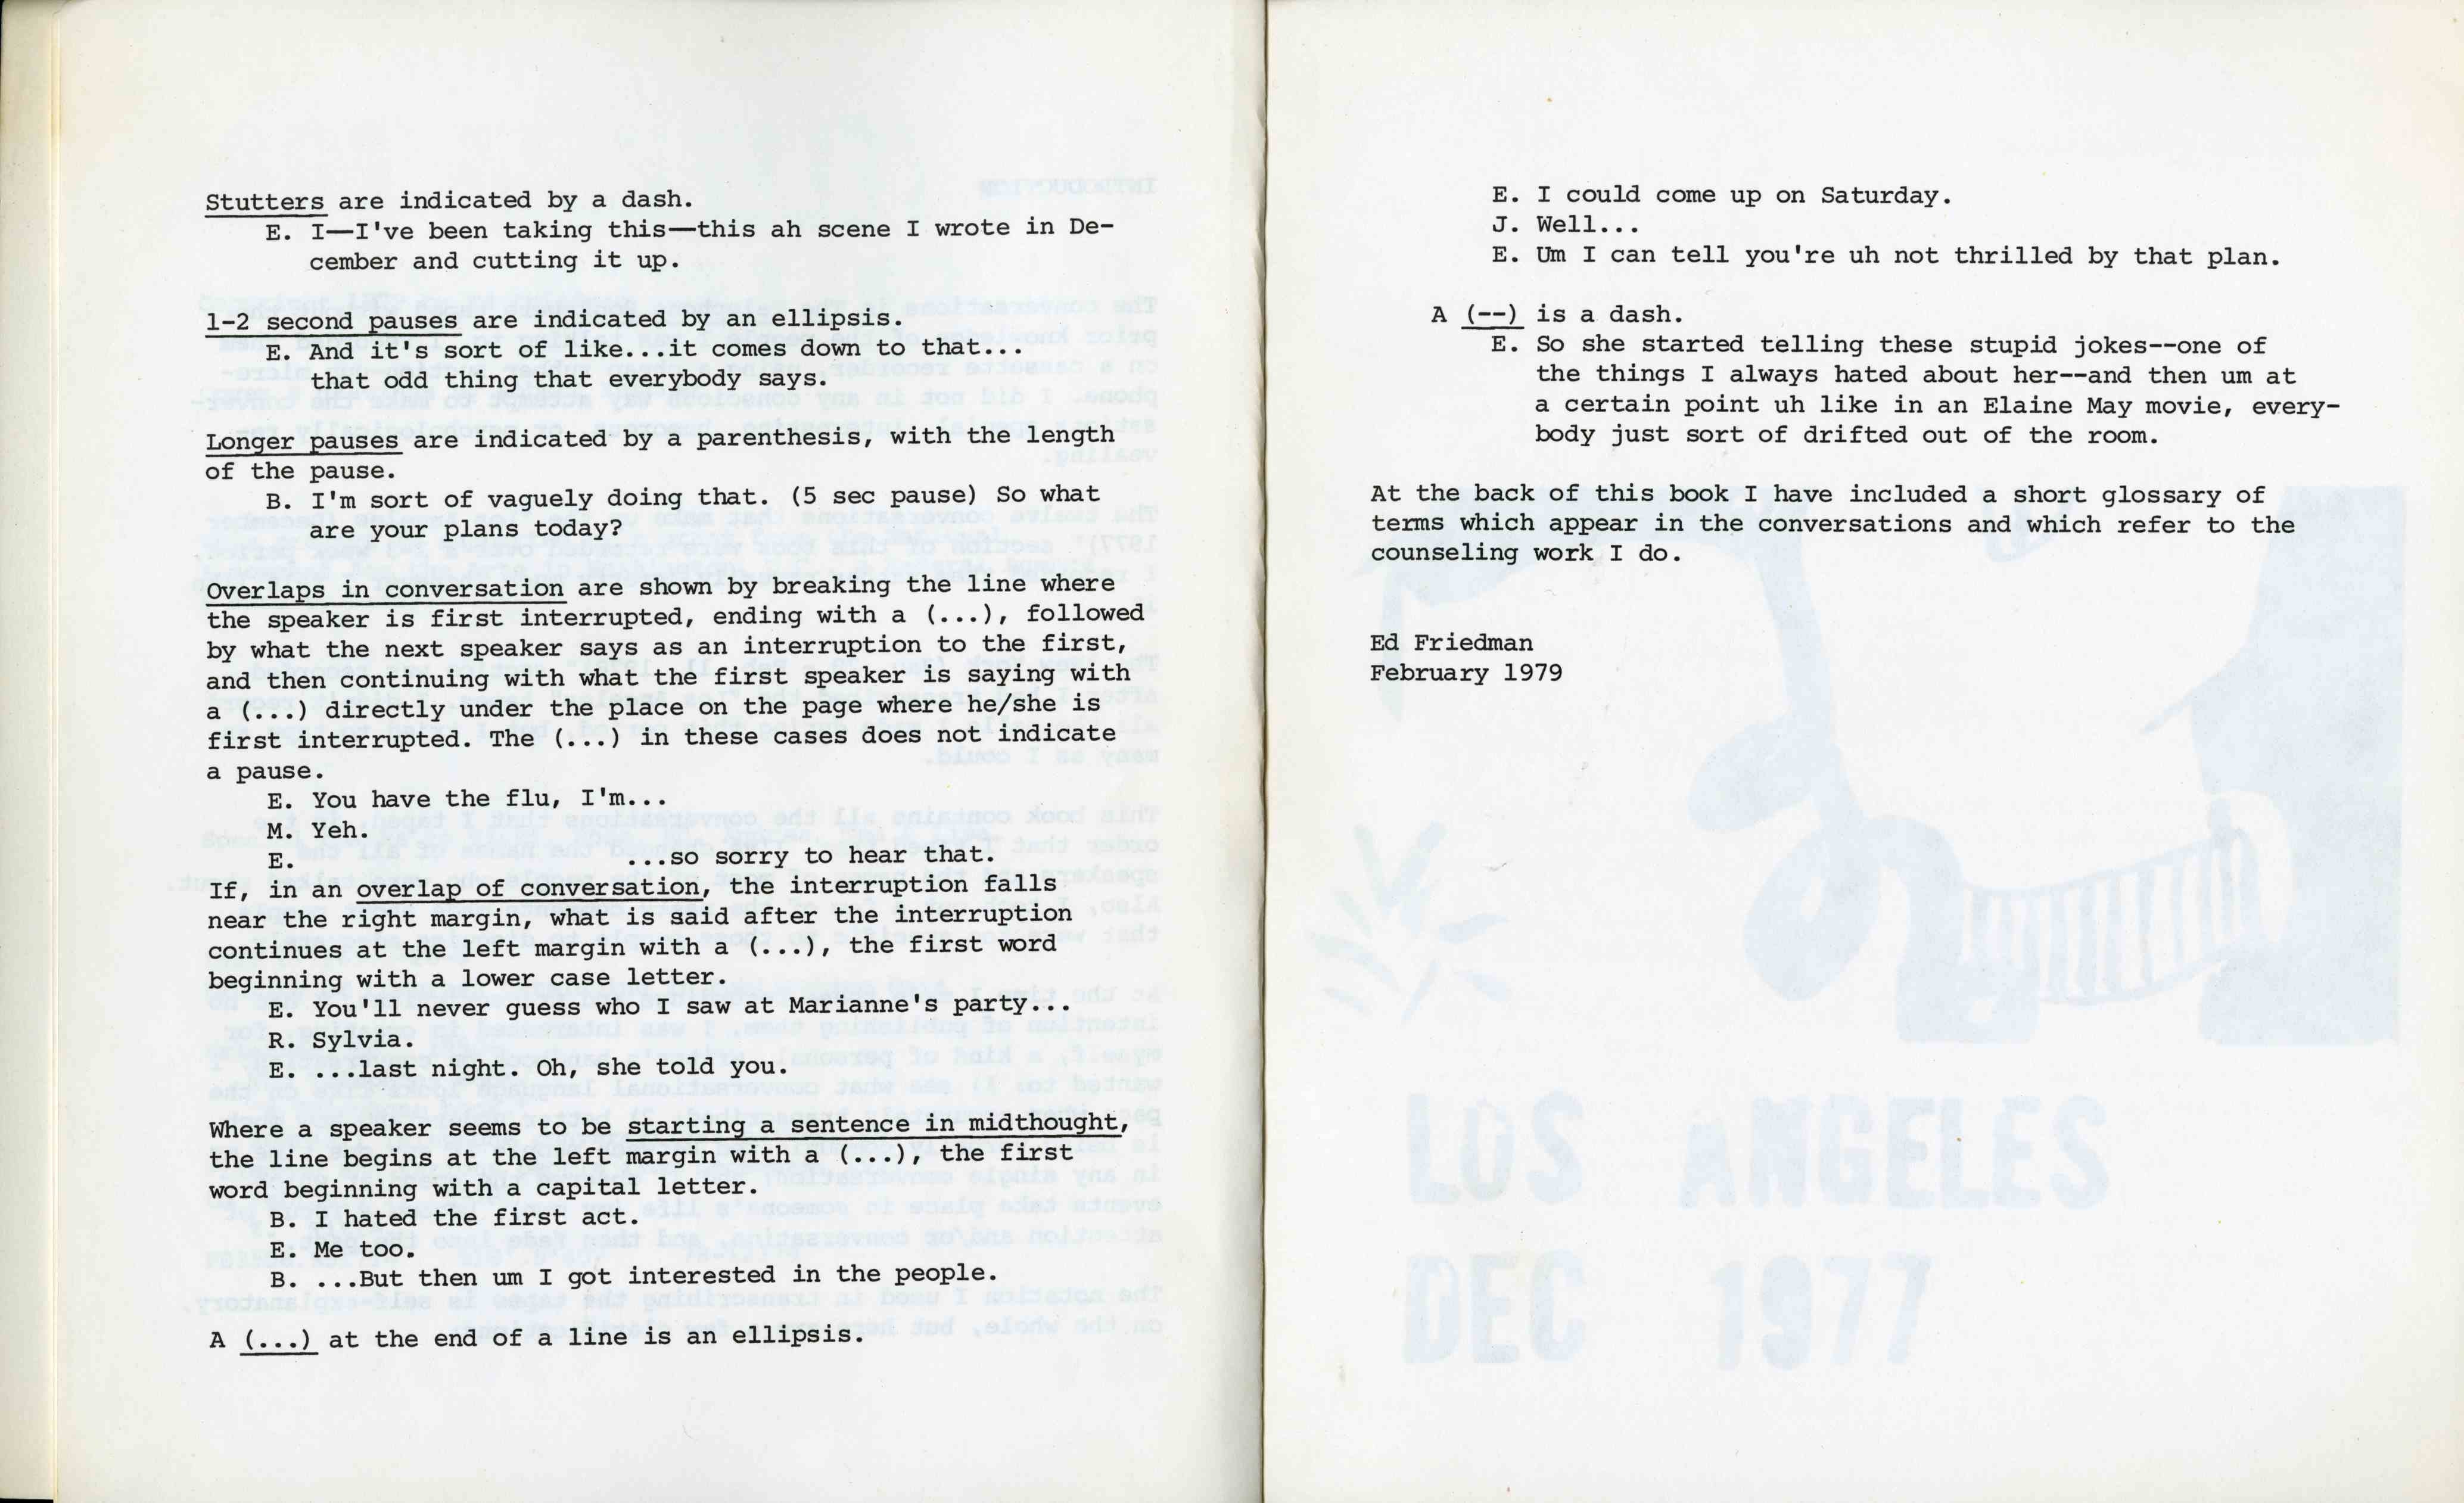 Stutters are indicated by a dash.
E. I—I've been taking this—this ah scene I wrote in De-
cember and cutting it up.
1-2 second pauses are indicated by an ellipsis.
E. And it's sort of like...it comes down to that...
that odd thing that everybody says.
Longer pauses are indicated by a parenthesis, with the length
of the pause.
B. I'm sort of vaguely doing that. (5 sec pause) So what
are your plans today?
Overlaps in conversation are shown by breaking the line where
the speaker is first interrupted, ending with a (...), followed
by what the next speaker says as an interruption to the first,
and then continuing with what the first speaker is saying with
a (...) directly under the place on the page where he/she is
first interrupted. The (...) in these cases does not indicate
a pause.
E. You have the flu, I'm...
M. Yeh.
E. ...so sorry to hear that.
If, in an overlap of conversation, the interruption falls
near the right margin, what is said after the interruption
continues at the left margin with a (...), the first word
beginning with a lower case letter.
E. You'll never guess who I saw at Marianne's party...
R. Sylvia.
E. ...last night. Oh, she told you.
Where a speaker seems to be starting a sentence in midthought,
the line begins at the left margin with a (...), the first
word beginning with a capital letter.
B. I hated the first act.
E. Me too.
B. ...But then um I got interested in the people.
A (...) at the end of a line is an ellipsis.
E. I could come up on Saturday.
J. Well...
E. Um I can tell you're uh not thrilled by that plan.
A (--) is a dash.
E. So she started telling these stupid jokes--one of
the things I always hated about her--and then um at
a certain point uh like in an Elaine May movie, every-
body just sort of drifted out of the room.
At the back of this book I have included a short glossary of
terms which appear in the conversations and which refer to the
counseling work I do.
Ed Friedman
February 1979
LOS ANGELES
DEC 1977